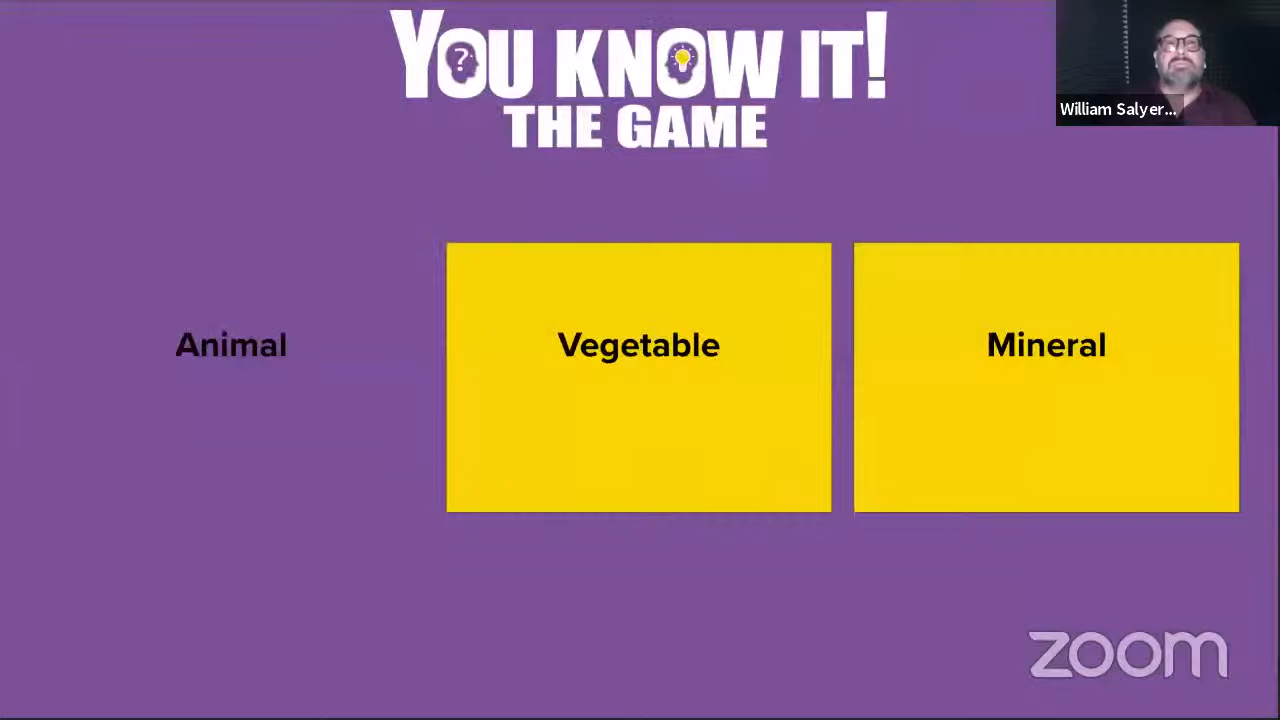 YOU KNOW IT!
THE GAME
William Salyer...
Animal
Vegetable
Mineral
zoom